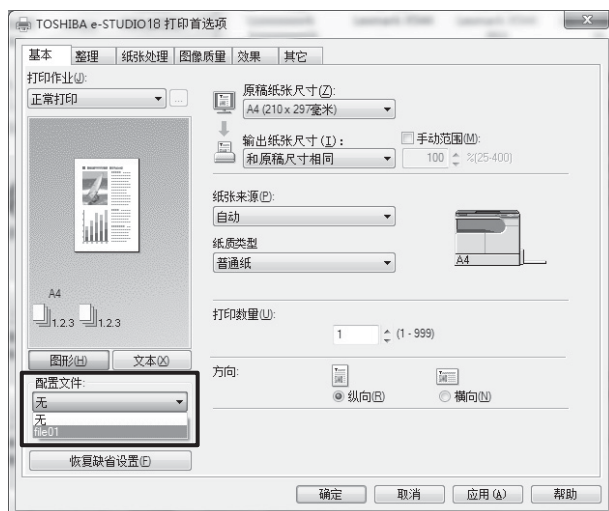 TOSHIBA e-STUDIO18 打印首选项
基本 整理 纸张处理 图像质量 效果 其它
打印作业(J):
正常打印
...
原稿纸张尺寸(Z):
A4 (210 x 297毫米)
输出纸张尺寸(I):
和原稿尺寸相同
手动范围(M):
100 %(25-400)
纸张来源(P):
自动
纸质类型
普通纸
A4
A4
1.2.3 1.2.3
打印数量(U):
1 (1 - 999)
图形(H) 文本(X)
方向:
纵向(R) 横向(N)
配置文件:
无
无
file01
恢复缺省设置(E)
确定 取消 应用(A) 帮助